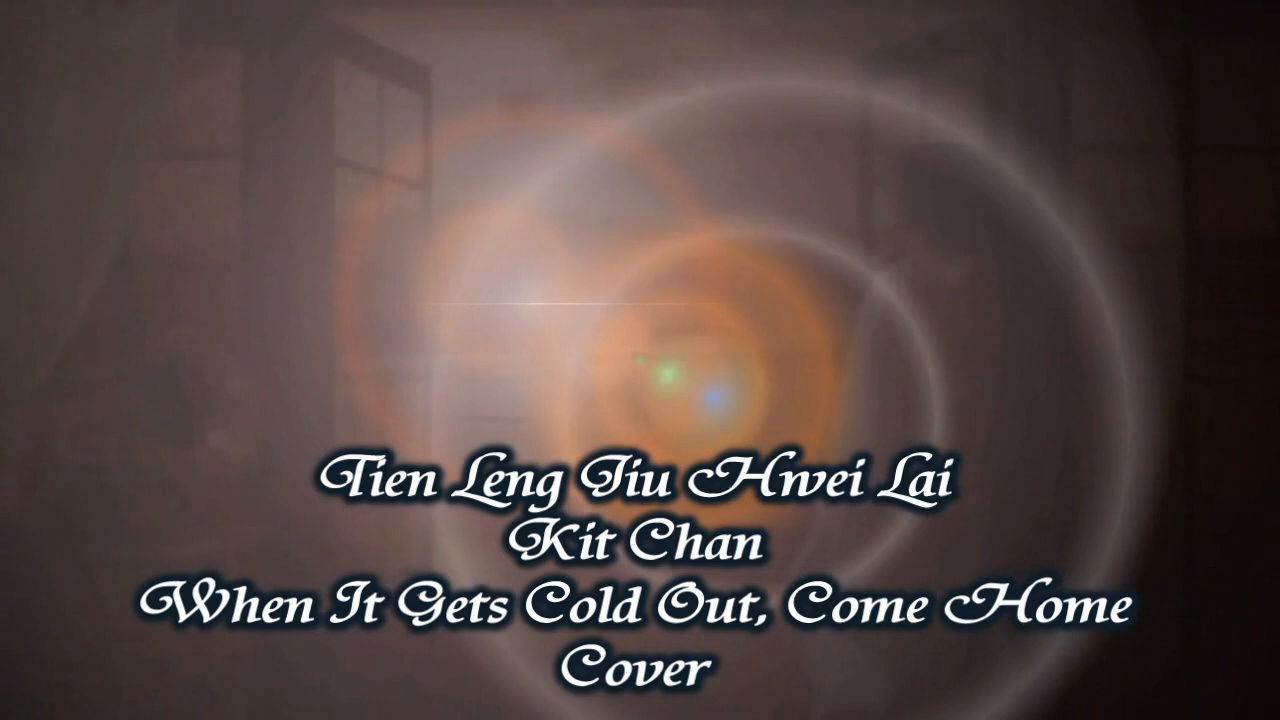 Tien Leng Jiu Hwei Lai
Kit Chan
When It Gets Cold Out, Come Home
Cover